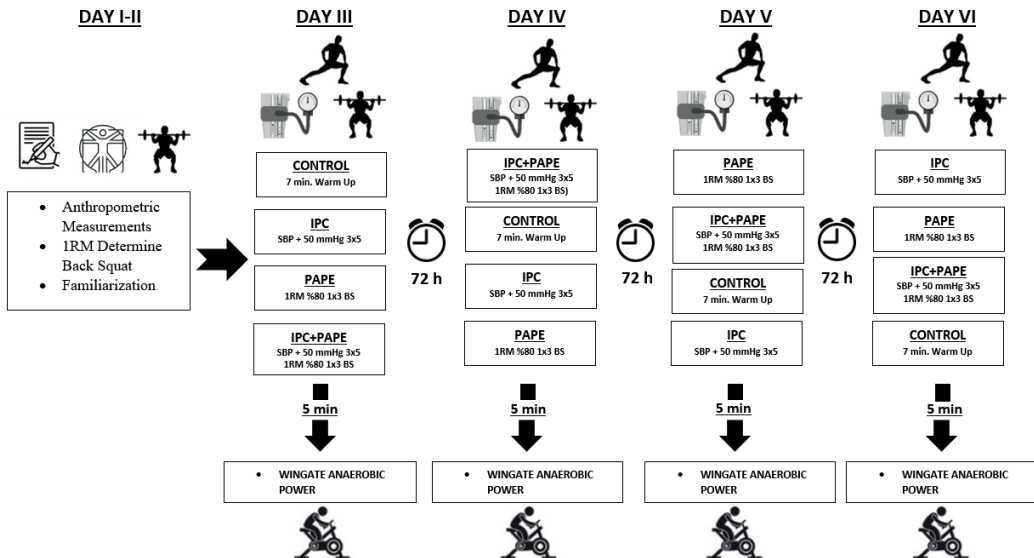 DAY I-II
DAY III
DAY IV
DAY V
DAY VI
• Anthropometric
Measurements
• 1RM Determine
Back Squat
• Familiarization
CONTROL
7 min. Warm Up
IPC
SBP + 50 mmHg 3x5
PAPE
1RM %80 1x3 BS
IPC+PAPE
SBP + 50 mmHg 3x5
1RM %80 1x3 BS
5 min
• WINGATE ANAEROBIC
POWER
72 h
IPC+PAPE
SBP + 50 mmHg 3x5
1RM %80 1x3 BS)
CONTROL
7 min. Warm Up
IPC
SBP + 50 mmHg 3x5
PAPE
1RM %80 1x3 BS
5 min
• WINGATE ANAEROBIC
POWER
72 h
PAPE
1RM %80 1x3 BS
IPC+PAPE
SBP + 50 mmHg 3x5
1RM %80 1x3 BS
CONTROL
7 min. Warm Up
IPC
SBP + 50 mmHg 3x5
5 min
• WINGATE ANAEROBIC
POWER
72 h
IPC
SBP + 50 mmHg 3x5
PAPE
1RM %80 1x3 BS
IPC+PAPE
SBP + 50 mmHg 3x5
1RM %80 1x3 BS
CONTROL
7 min. Warm Up
5 min
• WINGATE ANAEROBIC
POWER